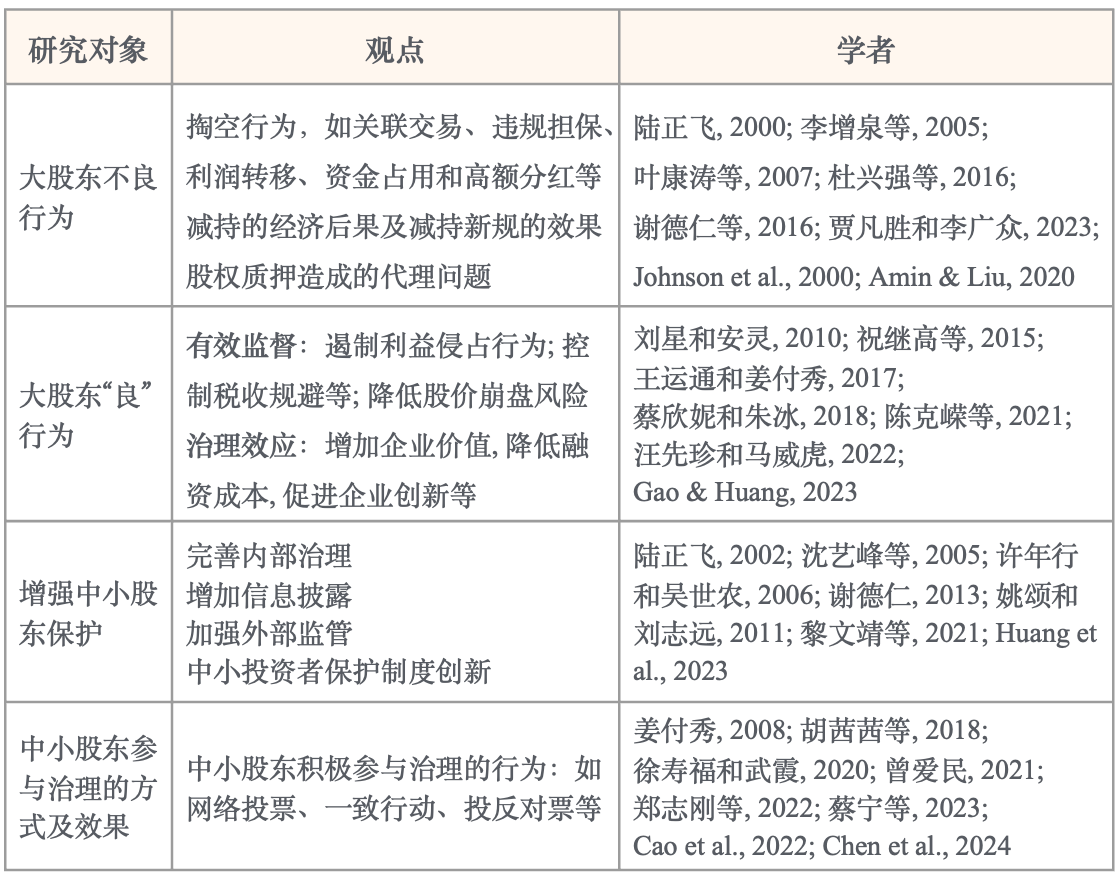 研究对象
观点
学者
大股东不良
行为
掏空行为，如关联交易、违规担保、
利润转移、资金占用和高额分红等
减持的经济后果及减持新规的效果
股权质押造成的代理问题
陆正飞, 2000; 李增泉等, 2005;
叶康涛等, 2007; 杜兴强等, 2016;
谢德仁等, 2016; 贾凡胜和李广众, 2023;
Johnson et al., 2000; Amin & Liu, 2020
大股东“良”
行为
有效监督：遏制利益侵占行为; 控
制税收规避等; 降低股价崩盘风险
治理效应：增加企业价值, 降低融
资成本, 促进企业创新等
刘星和安灵, 2010; 祝继高等, 2015;
王运通和姜付秀, 2017;
蔡欣妮和朱冰, 2018; 陈克嵘等, 2021;
汪先珍和马威虎, 2022;
Gao & Huang, 2023
增强中小股
东保护
完善内部治理
增加信息披露
加强外部监管
中小投资者保护制度创新
陆正飞, 2002; 沈艺峰等, 2005; 许年行
和吴世农, 2006; 谢德仁, 2013; 姚颂和
刘志远, 2011; 黎文靖等, 2021; Huang et
al., 2023
中小股东参
与治理的方
式及效果
中小股东积极参与治理的行为：如
网络投票、一致行动、投反对票等
姜付秀, 2008; 胡茜茜等, 2018;
徐寿福和武霞, 2020; 曾爱民, 2021;
郑志刚等, 2022; 蔡宁等, 2023;
Cao et al., 2022; Chen et al., 2024